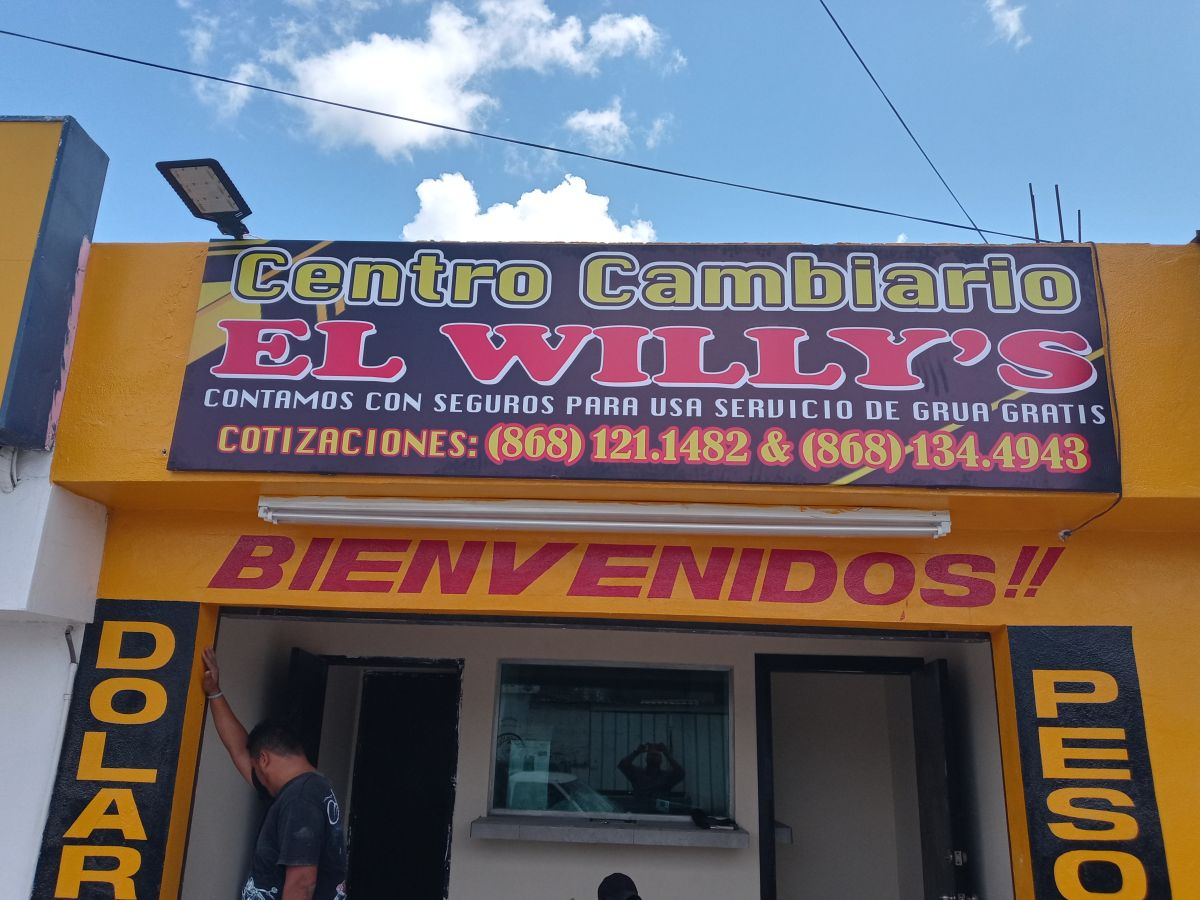 Centro Cambiario
EL WILLY'S
CONTAMOS CON SEGUROS PARA USA SERVICIO DE GRUA GRATIS
COTIZACIONES: (868) 121.1482 & (868) 134.4943
BIENVENIDOS!!
DOLAR
PESO